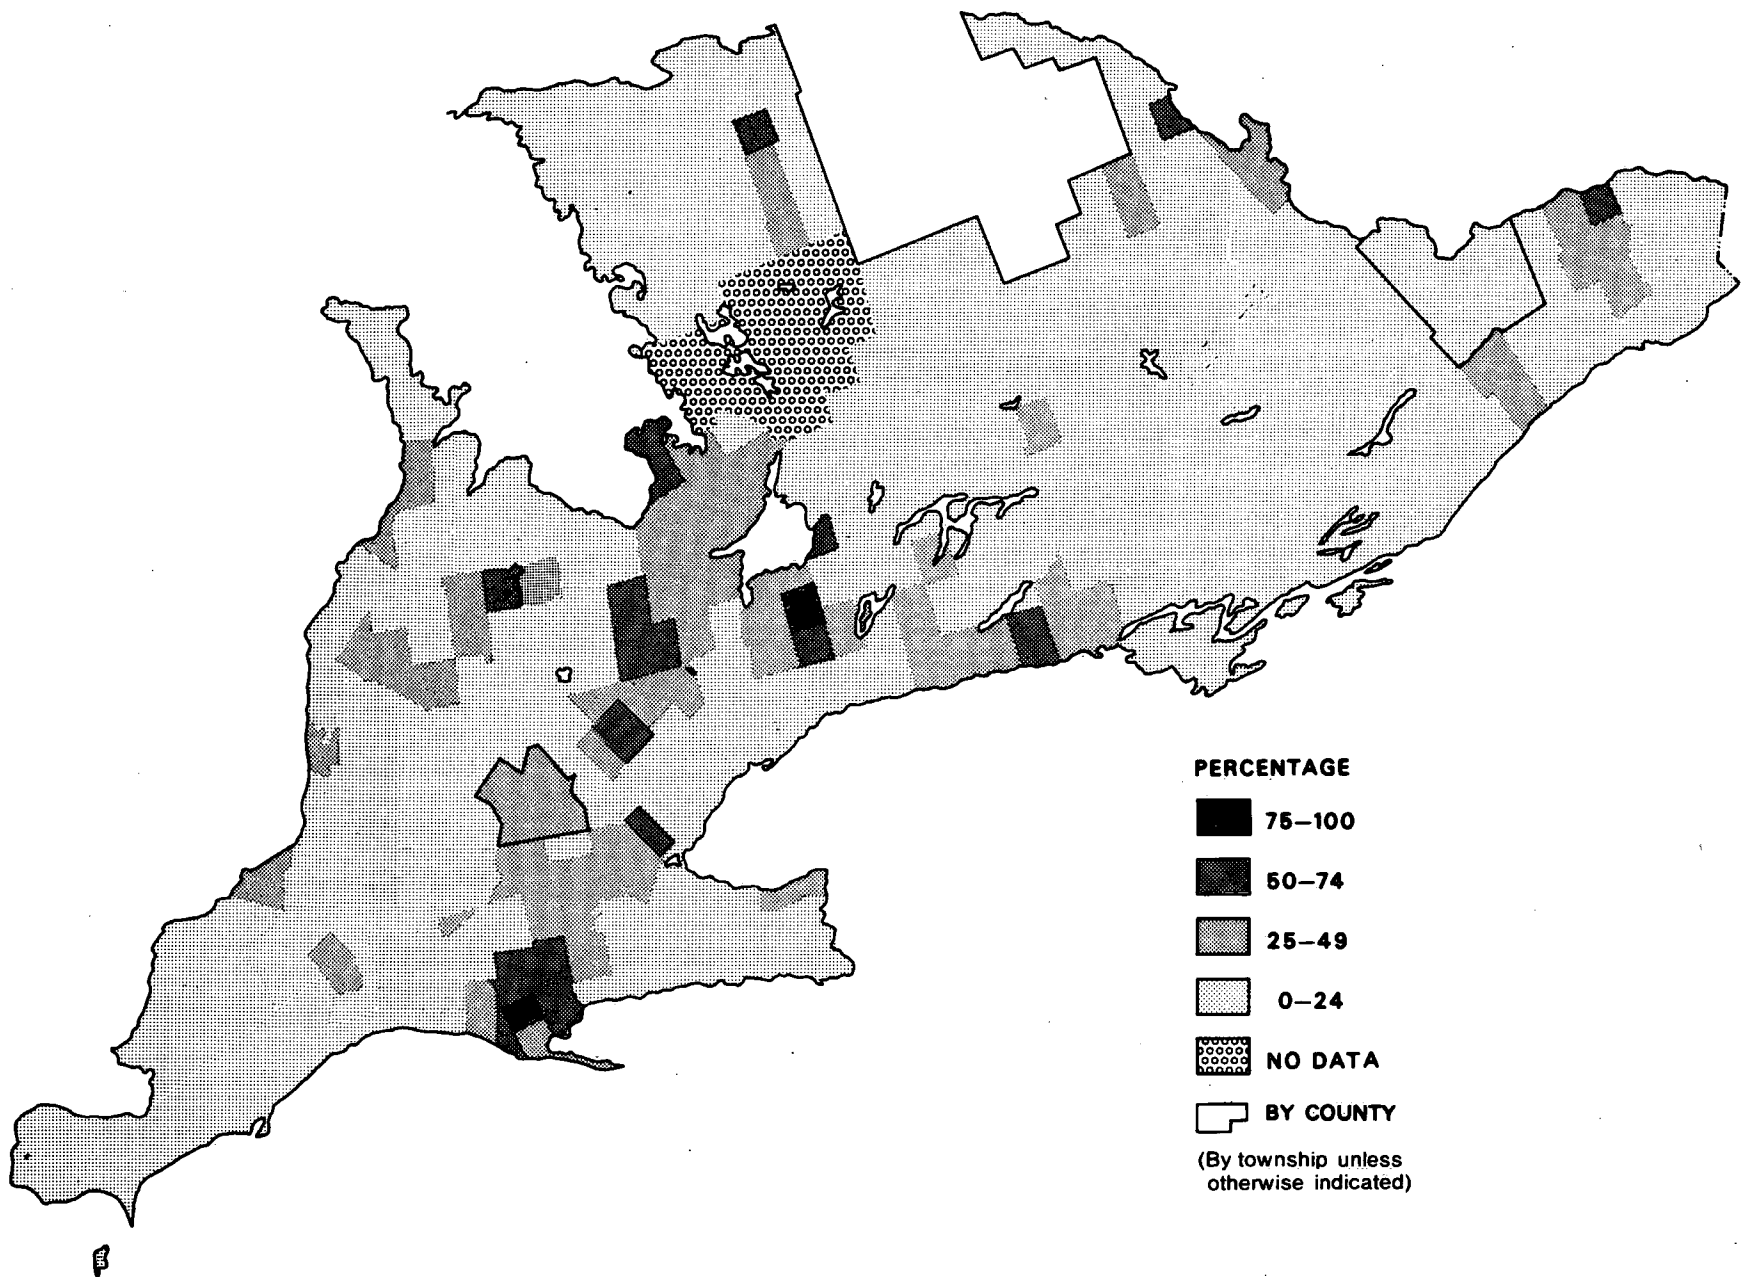 PERCENTAGE
75–100
50–74
25–49
0–24
NO DATA
BY COUNTY
(By township unless
otherwise indicated)